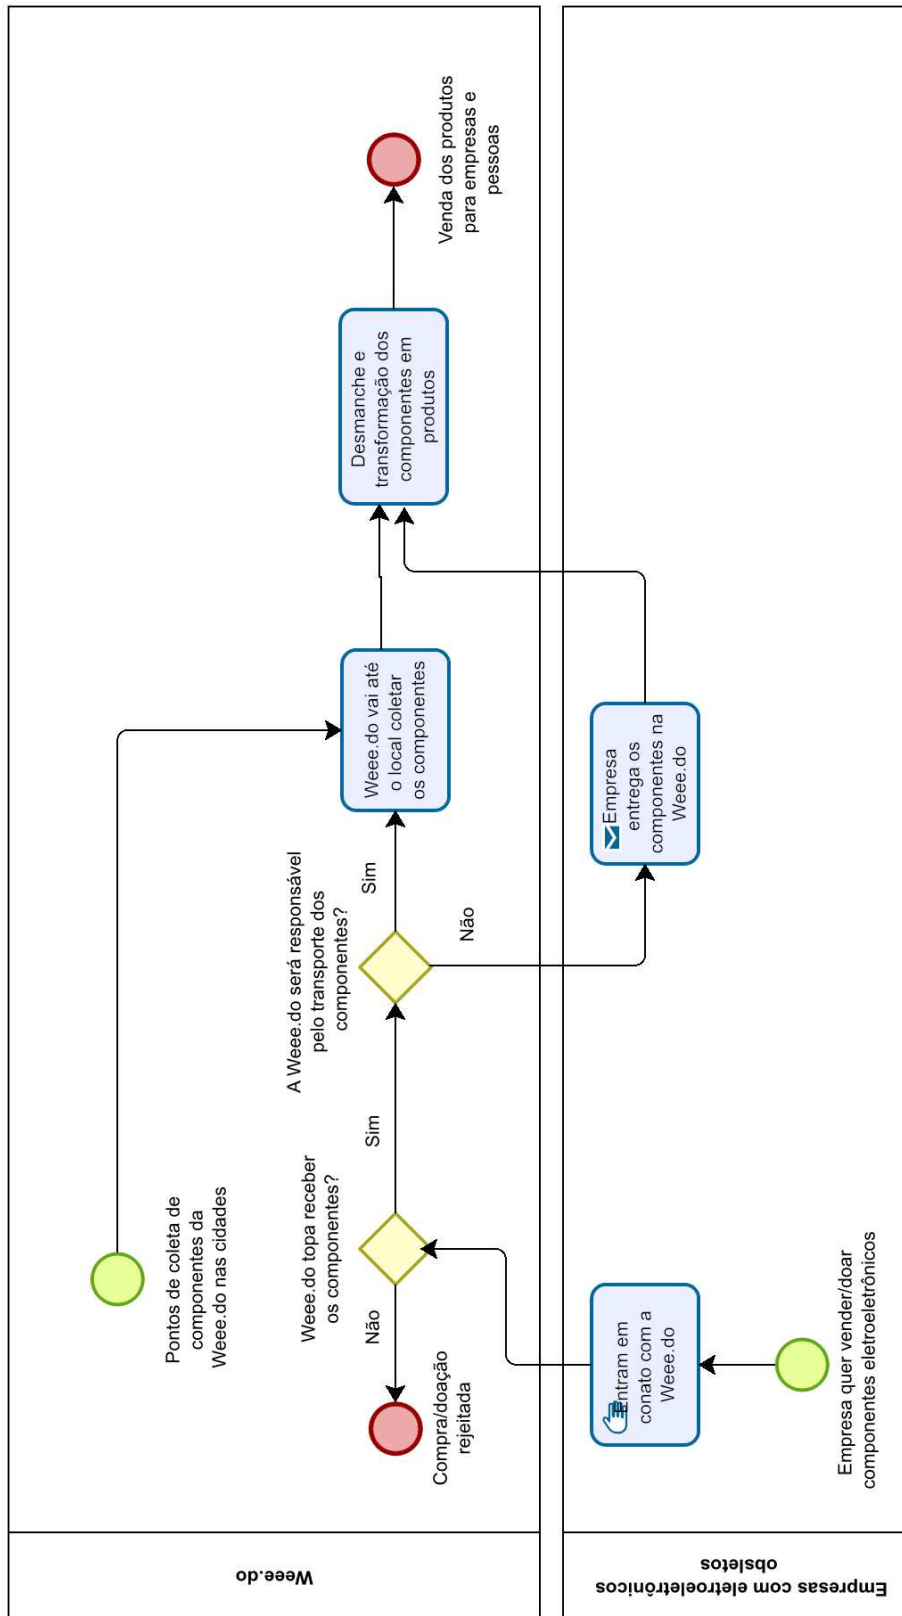 Weee.do
Pontos de coleta de
componentes da
Weee.do nas cidades
Compra/doação
rejeitada
Não
Weee.do topa receber
os componentes?
Sim
A Weee.do será responsável
pelo transporte dos
componentes?
Sim
Não
Weee.do vai até
o local coletar
os componentes
Desmanche e
transformação dos
componentes em
produtos
Venda dos produtos
para empresas e
pessoas
Empresas com eletroeletrônicos
obsletos
Empresa quer vender/doar
componentes eletroeletrônicos
Entram em
conato com a
Weee.do
Empresa
entrega os
componentes na
Weee.do